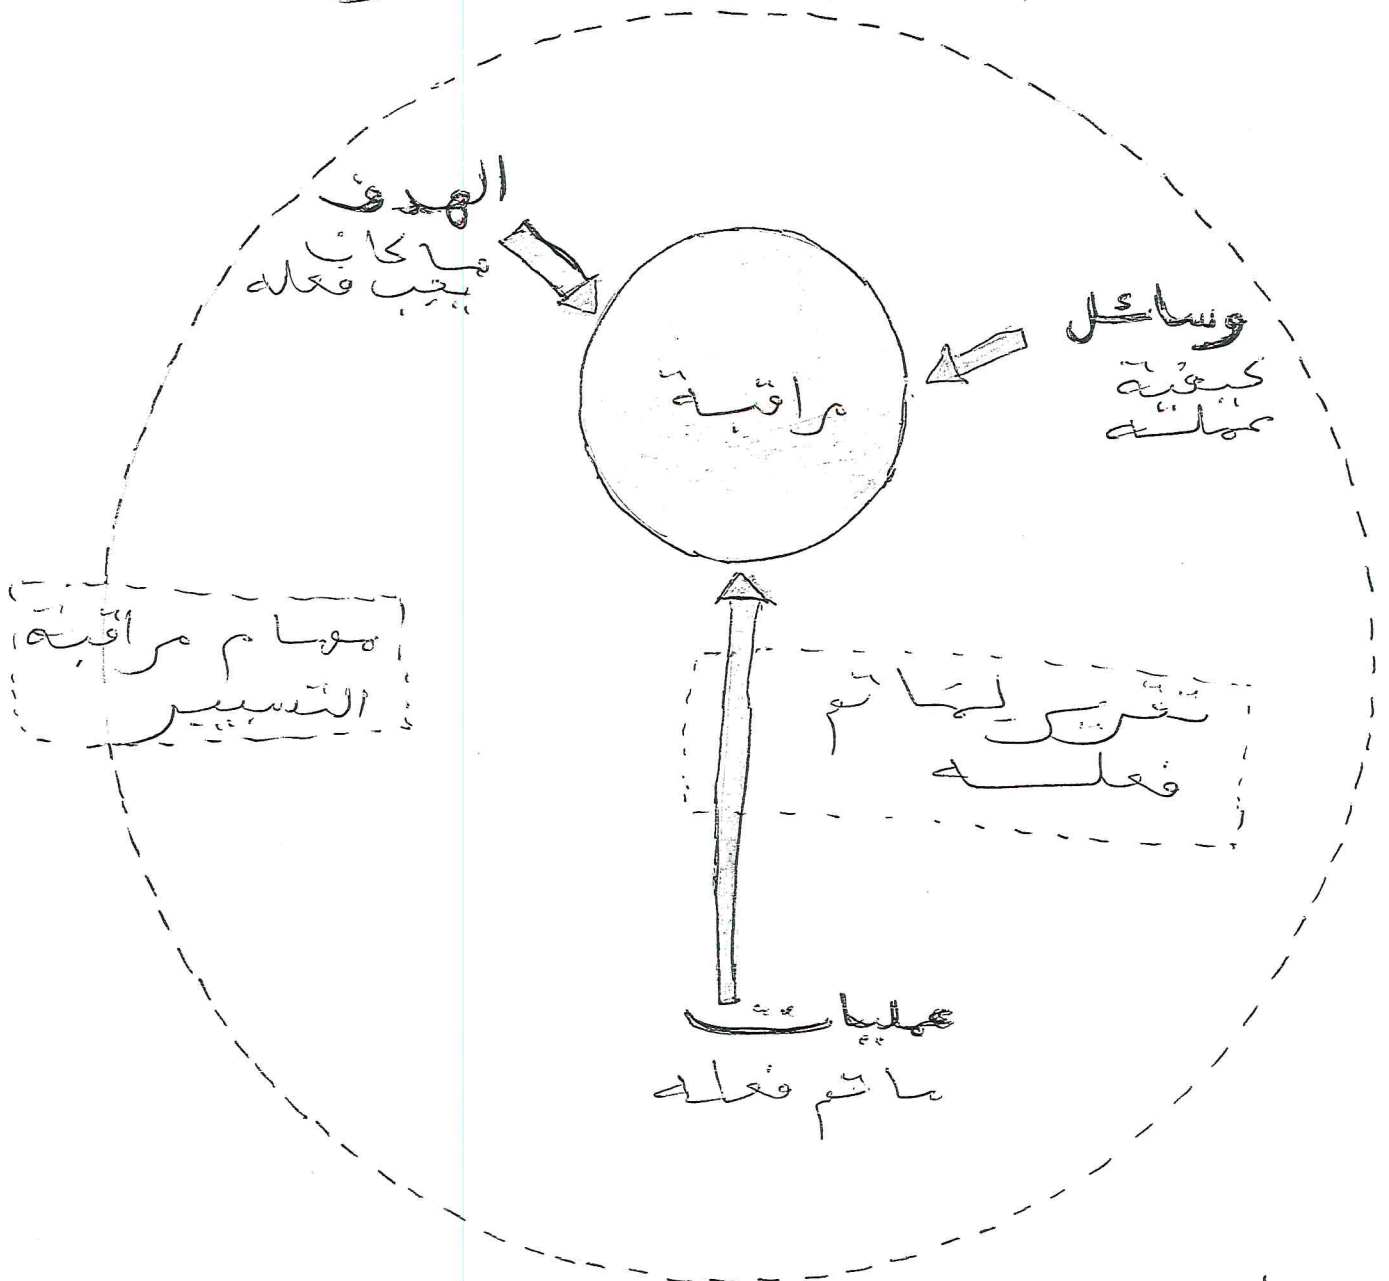 الهدف
ما كان
يجب فعله
وسائل
كيفية
عمله
مراقبة
مهام مراقبة
التسيير
تقرير لما تم
فعله
عمليات
ما تم فعله